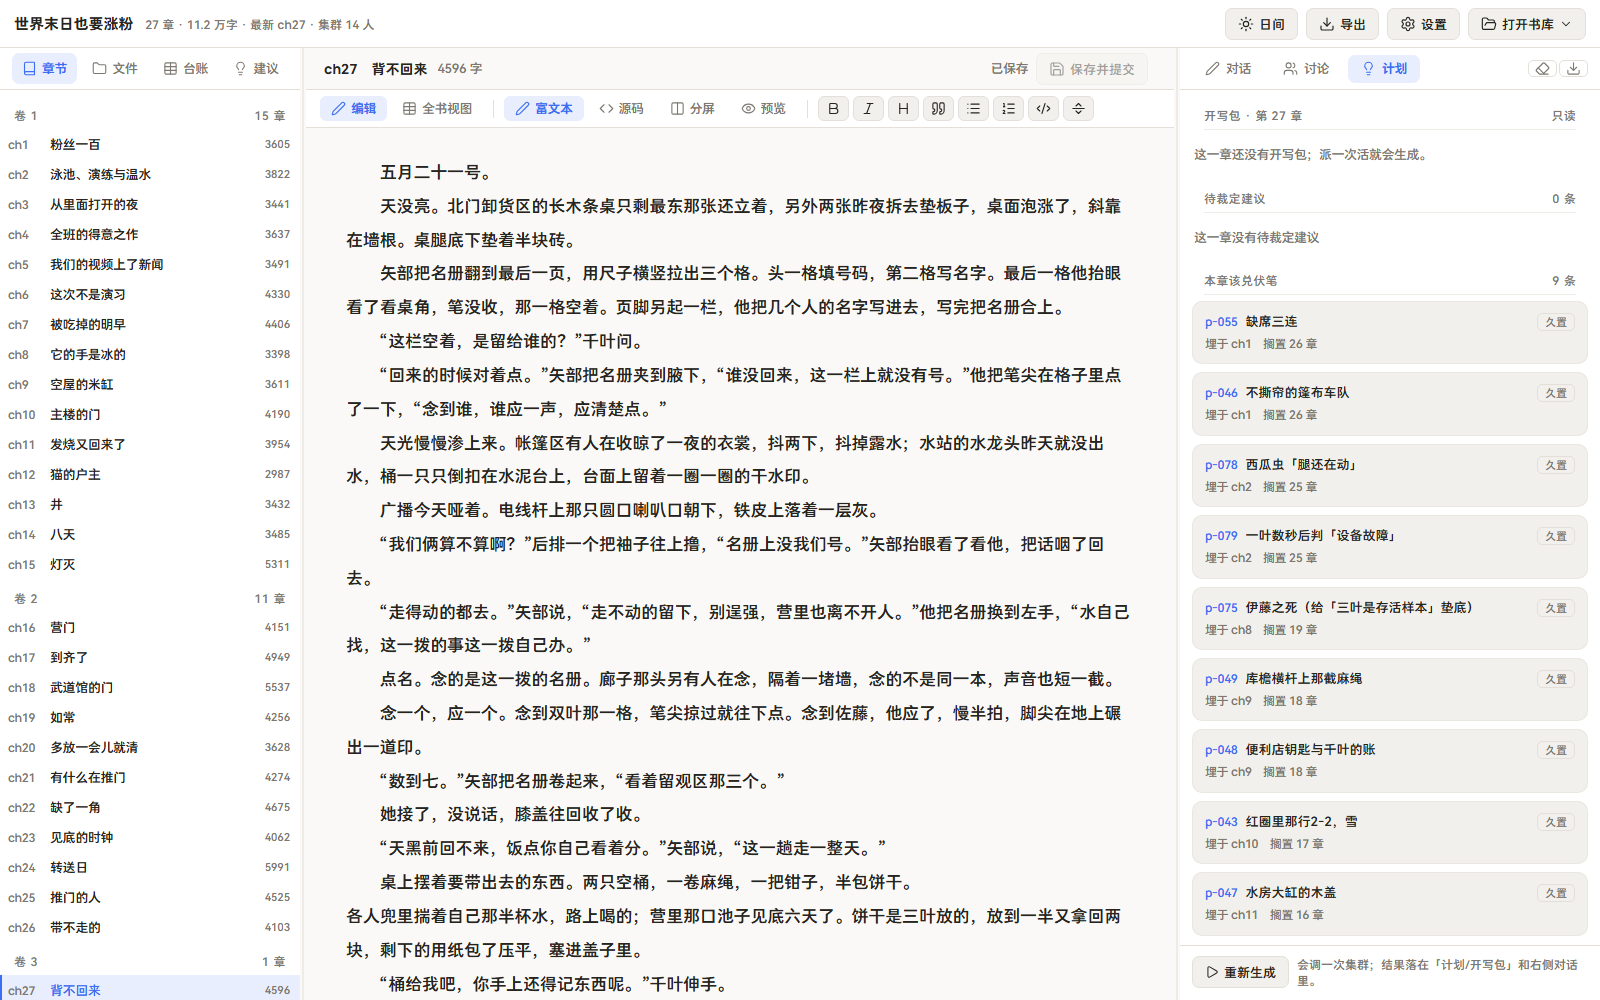 世界末日也要涨粉 27 章 · 11.2 万字 · 最新 ch27 · 集群 14 人
日间 导出 设置 打开书库
章节 文件 台账 建议
卷 1 15 章
ch1 粉丝一百 3605
ch2 泳池、演练与温水 3822
ch3 从里面打开的夜 3441
ch4 全班的得意之作 3637
ch5 我们的视频上了新闻 3491
ch6 这次不是演习 4330
ch7 被吃掉的明早 4406
ch8 它的手是冰的 3398
ch9 空屋的米缸 3611
ch10 主楼的门 4190
ch11 发烧又回来了 3954
ch12 猫的户主 2987
ch13 井 3432
ch14 八天 3485
ch15 灯灭 5311
卷 2 11 章
ch16 营门 4151
ch17 到齐了 4949
ch18 武道馆的门 5537
ch19 如常 4256
ch20 多放一会儿就清 3628
ch21 有什么在推门 4274
ch22 缺了一角 4675
ch23 见底的时钟 4062
ch24 转送日 5991
ch25 推门的人 4525
ch26 带不走的 4103
卷 3 1 章
ch27 背不回来 4596
ch27 背不回来 4596 字 已保存 保存并提交
编辑 全书视图 富文本 源码 分屏 预览 B I H
五月二十一号。
天没亮。北门卸货区的长木条桌只剩最东那张还立着，另外两张昨夜拆去垫板子，桌面泡涨了，斜靠
在墙根。桌腿底下垫着半块砖。
矢部把名册翻到最后一页，用尺子横竖拉出三个格。头一格填号码，第二格写名字。最后一格他抬眼
看了看桌角，笔没收，那一格空着。页脚另起一栏，他把几个人的名字写进去，写完把名册合上。
“这栏空着，是留给谁的？”千叶问。
“回来的时候对着点。”矢部把名册夹到腋下，“谁没回来，这一栏上就没有号。”他把笔尖在格子里点
了一下，“念到谁，谁应一声，应清楚点。”
天光慢慢渗上来。帐篷区有人在收晾了一夜的衣裳，抖两下，抖掉露水；水站的水龙头昨天就没出
水，桶一只只倒扣在水泥台上，台面上留着一圈一圈的干水印。
广播今天哑着。电线杆上那只圆口喇叭口朝下，铁皮上落着一层灰。
“我们俩算不算啊？”后排一个把袖子往上撸，“名册上没我们号。”矢部抬眼看了看他，把话咽了回
去。
“走得动的都去。”矢部说，“走不动的留下，别逞强，营里也离不开人。”他把名册换到左手，“水自己
找，这一拨的事这一拨自己办。”
点名。念的是这一拨的名册。廊子那头另有人在念，隔着一堵墙，念的不是同一本，声音也短一截。
念一个，应一个。念到双叶那一格，笔尖掠过就往下点。念到佐藤，他应了，慢半拍，脚尖在地上碾
出一道印。
“数到七。”矢部把名册卷起来，“看着留观区那三个。”
她接了，没说话，膝盖往回收了收。
“天黑前回不来，饭点你自己看着分。”矢部说，“这一趟走一整天。”
桌上摆着要带出去的东西。两只空桶，一卷麻绳，一把钳子，半包饼干。
各人兜里揣着自己那半杯水，路上喝的；营里那口池子见底六天了。饼干是三叶放的，放到一半又拿回两
块，剩下的用纸包了压平，塞进盖子里。
“桶给我吧，你手上还得记东西呢。”千叶伸手。
对话 讨论 计划
开写包 · 第 27 章 只读
这一章还没有开写包；派一次活就会生成。
待裁定建议 0 条
这一章没有待裁定建议
本章该兑伏笔 9 条
p-055 缺席三连 久置
埋于 ch1 搁置 26 章
p-046 不撕帘的篷布车队 久置
埋于 ch1 搁置 26 章
p-078 西瓜虫「腿还在动」 久置
埋于 ch2 搁置 25 章
p-079 一叶数秒后判「设备故障」 久置
埋于 ch2 搁置 25 章
p-075 伊藤之死（给「三叶是存活样本」垫底） 久置
埋于 ch8 搁置 19 章
p-049 库檐横杆上那截麻绳 久置
埋于 ch9 搁置 18 章
p-048 便利店钥匙与千叶的账 久置
埋于 ch9 搁置 18 章
p-043 红圈里那行2-2，雪 久置
埋于 ch10 搁置 17 章
p-047 水房大缸的木盖 久置
埋于 ch11 搁置 16 章
重新生成 会调一次集群；结果落在「计划/开写包」和右侧对话
里。